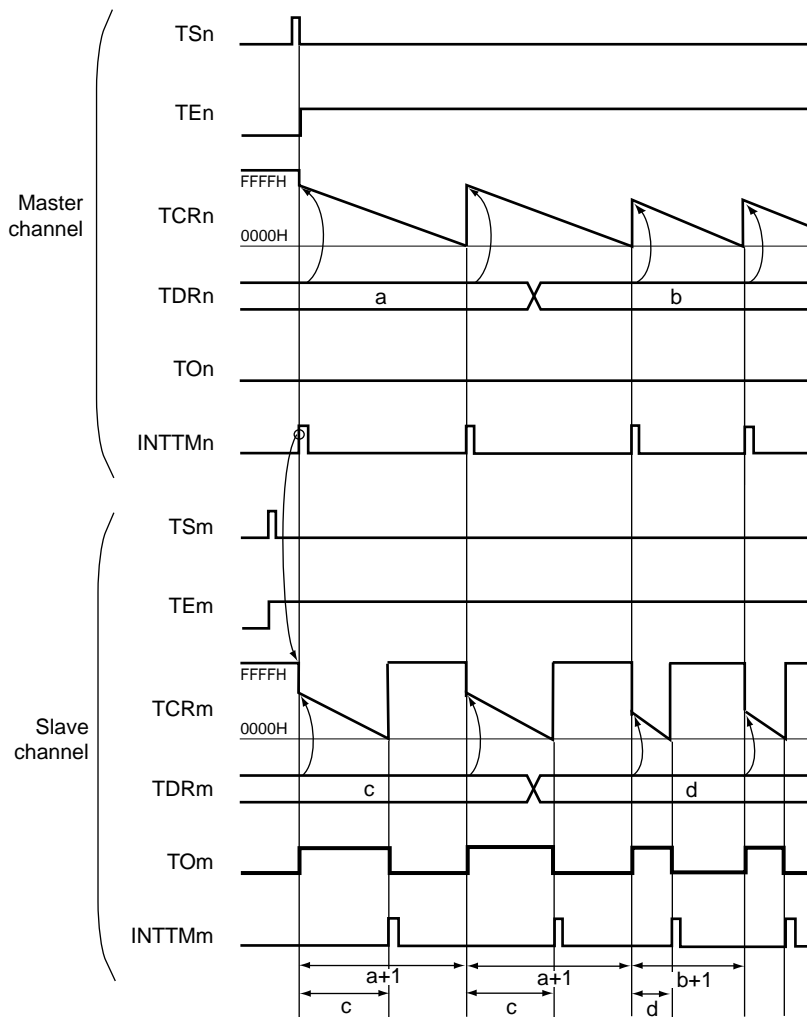 TSn
TEn
FFFFH
Master
channel
TCRn
0000H
TDRn
a
b
TOn
INTTMn
TSm
TEm
FFFFH
TCRm
Slave
channel
0000H
TDRm
c
d
TOm
INTTMm
a+1
a+1
b+1
c
c
d